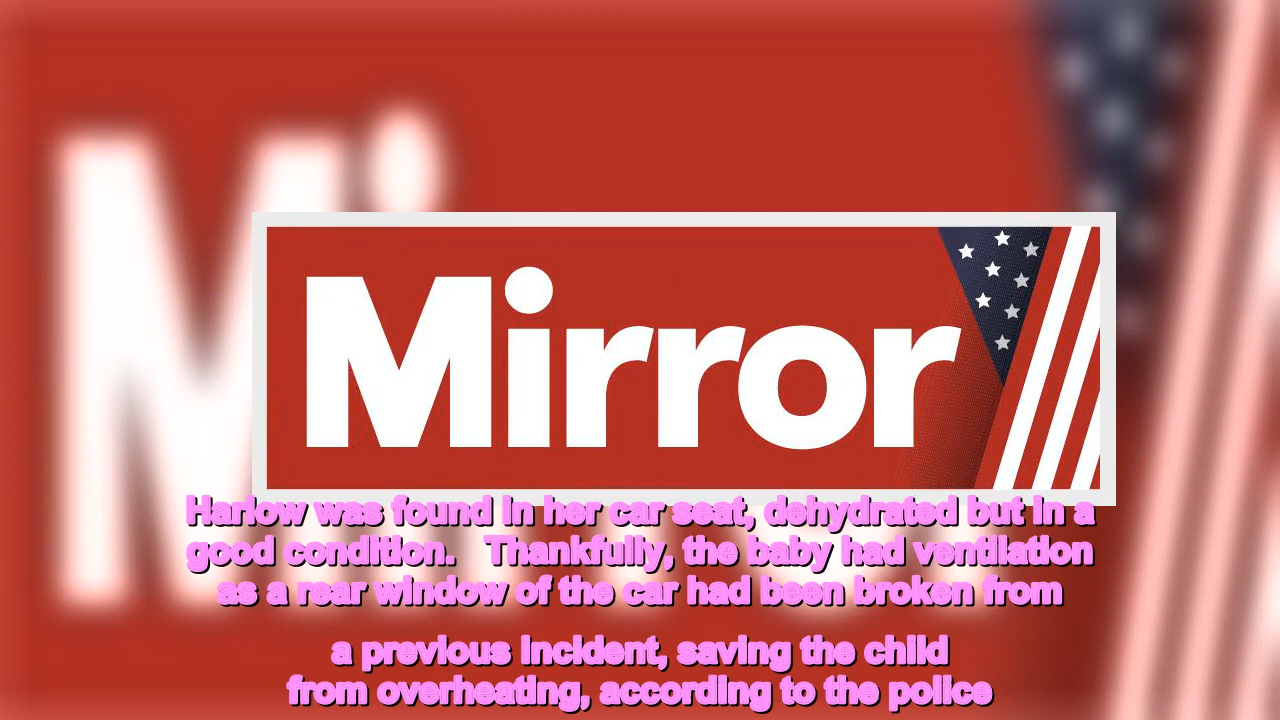 Mi
Mirror
Harlow was found in her car seat, dehydrated but in a
good condition.   Thankfully, the baby had ventilation
as a rear window of the car had been broken from
a previous incident, saving the child
from overheating, according to the police